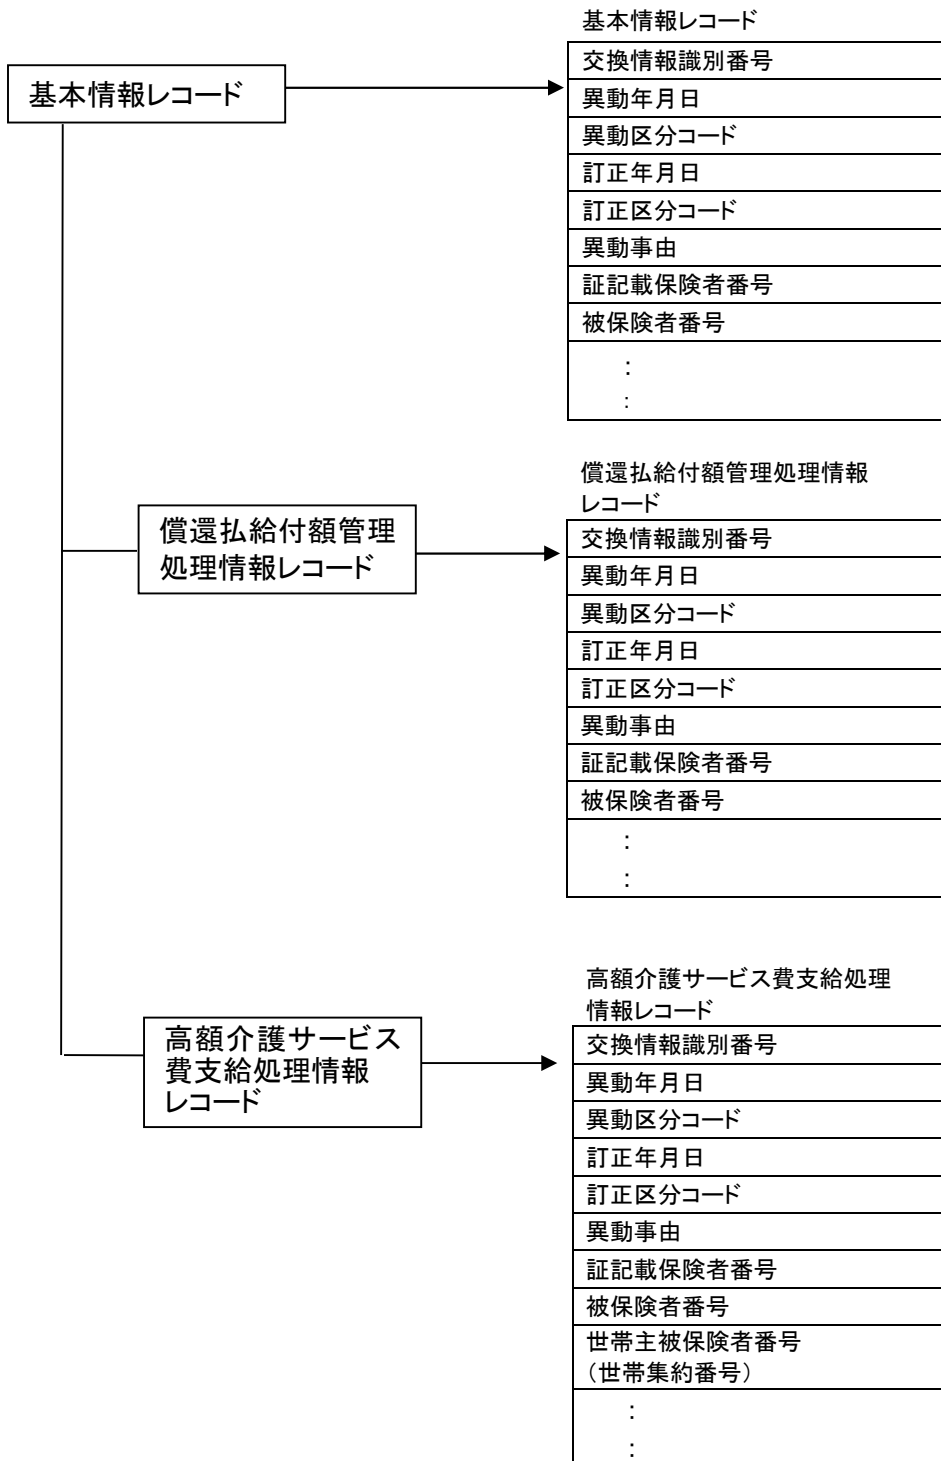 基本情報レコード
基本情報レコード
交換情報識別番号
異動年月日
異動区分コード
訂正年月日
訂正区分コード
異動事由
証記載保険者番号
被保険者番号
:
:
償還払給付額管理
処理情報レコード
償還払給付額管理処理情報
レコード
交換情報識別番号
異動年月日
異動区分コード
訂正年月日
訂正区分コード
異動事由
証記載保険者番号
被保険者番号
:
:
高額介護サービス
費支給処理情報
レコード
高額介護サービス費支給処理
情報レコード
交換情報識別番号
異動年月日
異動区分コード
訂正年月日
訂正区分コード
異動事由
証記載保険者番号
被保険者番号
世帯主被保険者番号
(世帯集約番号)
:
: